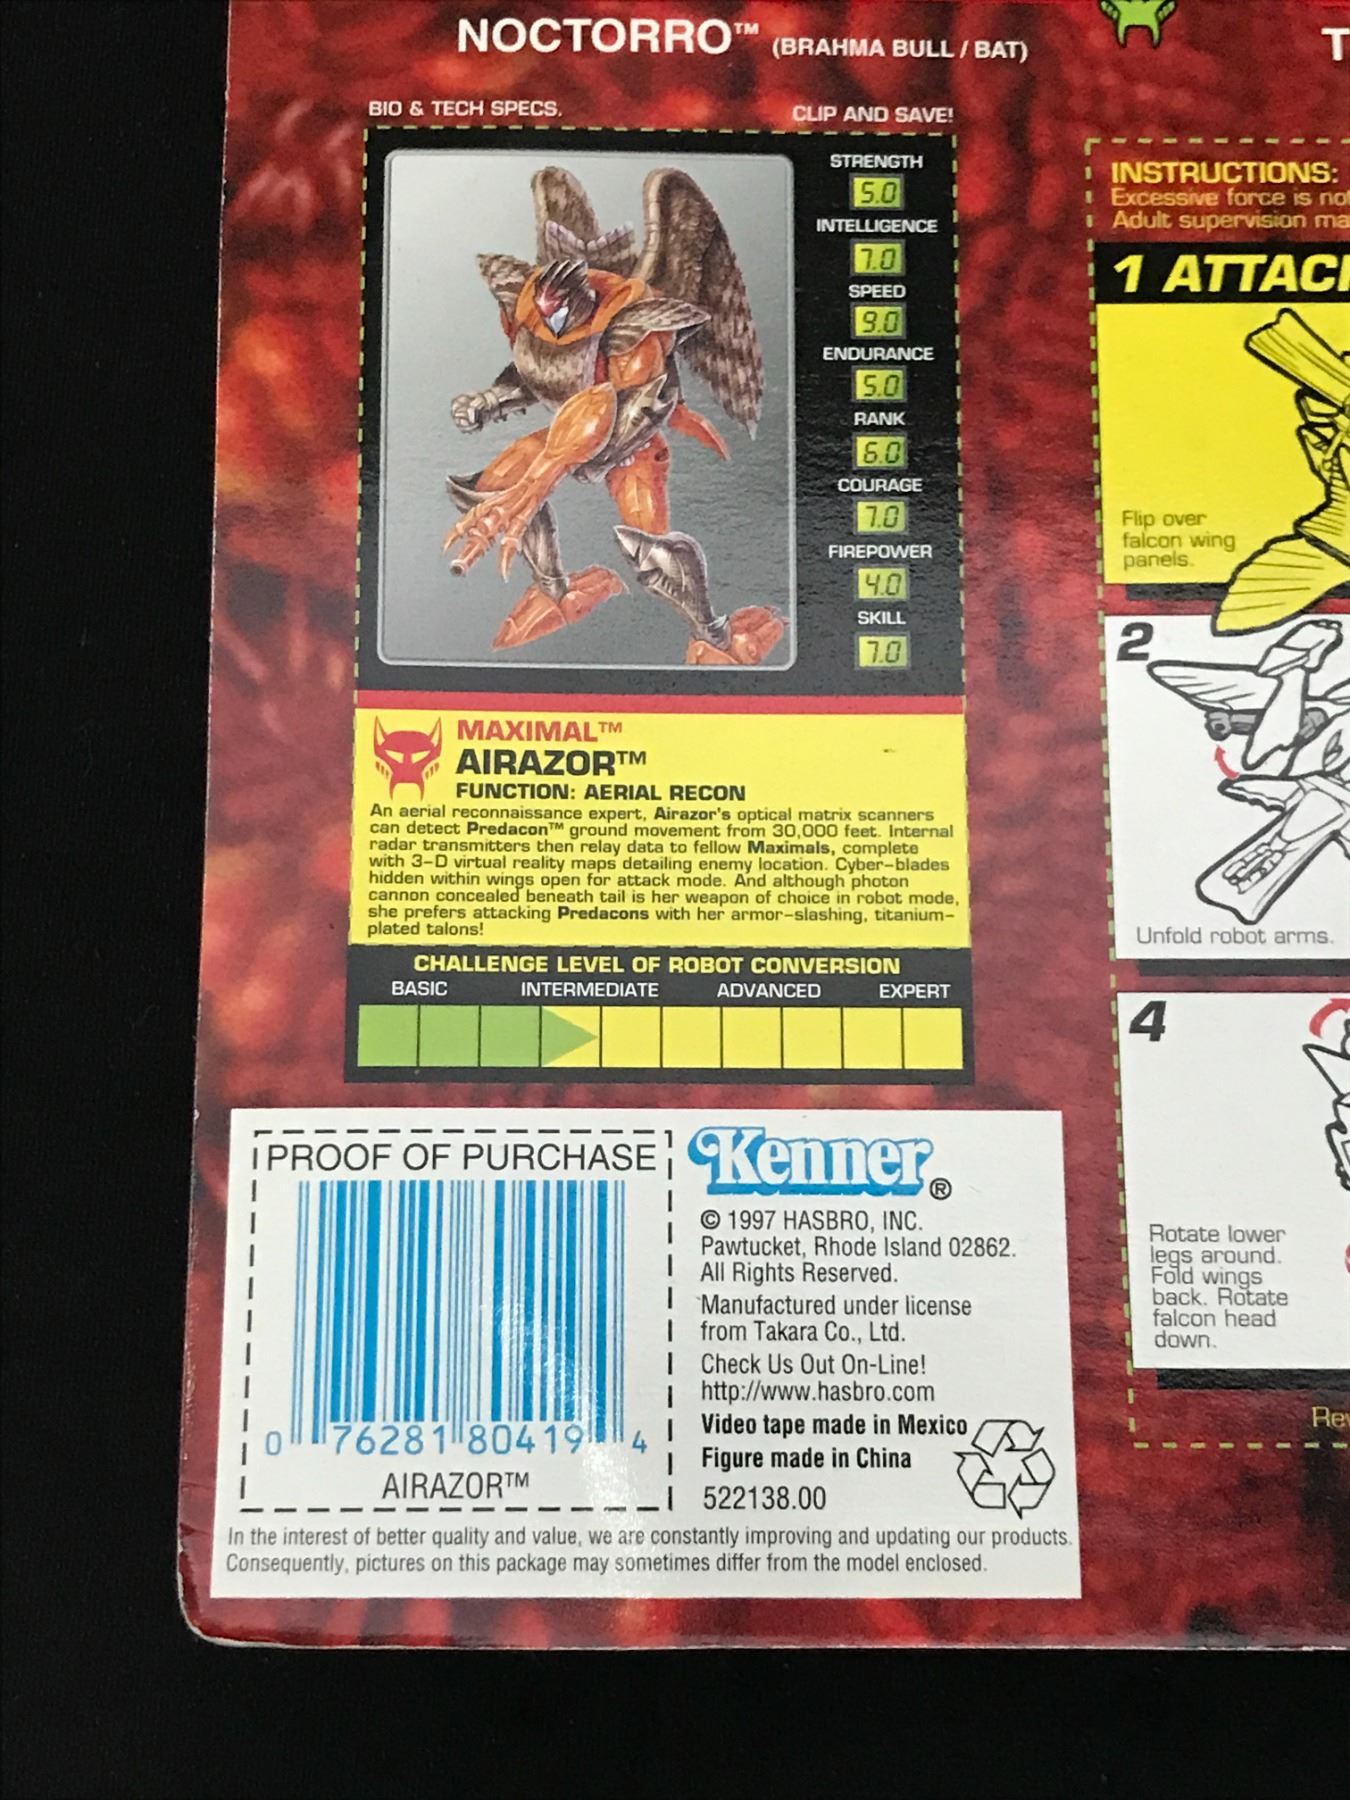 NOCTORRO™ (BRAHMA BULL / BAT)
BIO & TECH SPECS.
CLIP AND SAVE!
STRENGTH
5.0
INTELLIGENCE
7.0
SPEED
9.0
ENDURANCE
5.0
RANK
6.0
COURAGE
7.0
FIREPOWER
4.0
SKILL
7.0
MAXIMAL™
AIRAZOR™
FUNCTION: AERIAL RECON
An aerial reconnaissance expert, Airazor's optical matrix scanners
can detect Predacon™ ground movement from 30,000 feet. Internal
radar transmitters then relay data to fellow Maximals, complete
with 3-D virtual reality maps detailing enemy location. Cyber-blades
hidden within wings open for attack mode. And although photon
cannon concealed beneath tail is her weapon of choice in robot mode,
she prefers attacking Predacons with her armor-slashing, titanium-
plated talons!
CHALLENGE LEVEL OF ROBOT CONVERSION
BASIC INTERMEDIATE ADVANCED EXPERT
PROOF OF PURCHASE
0 76281 80419 4
AIRAZOR™
Kenner®
© 1997 HASBRO, INC.
Pawtucket, Rhode Island 02862.
All Rights Reserved.
Manufactured under license
from Takara Co., Ltd.
Check Us Out On-Line!
http://www.hasbro.com
Video tape made in Mexico
Figure made in China
522138.00
In the interest of better quality and value, we are constantly improving and updating our products.
Consequently, pictures on this package may sometimes differ from the model enclosed.
T
INSTRUCTIONS:
Excessive force is
Adult supervision
1
Flip over
falcon wing
panels.
2
Unfold robot arms.
4
Rotate lower
legs around.
Fold wings
back. Rotate
falcon head
down.